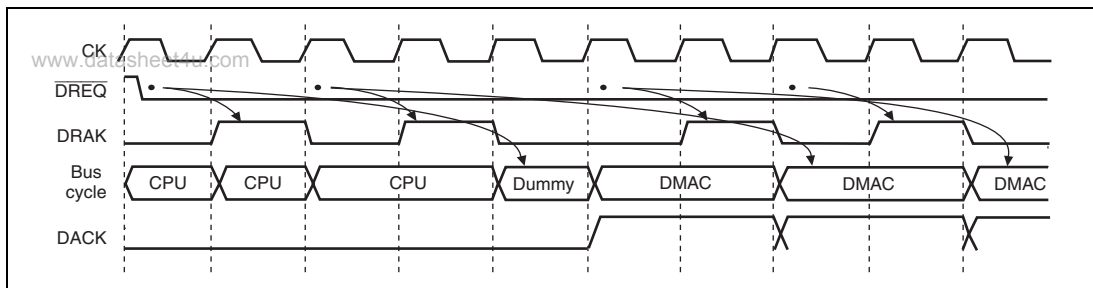 CK
www.datasheet4u.com
DREQ
DRAK
Bus cycle CPU CPU CPU Dummy DMAC DMAC DMAC
DACK